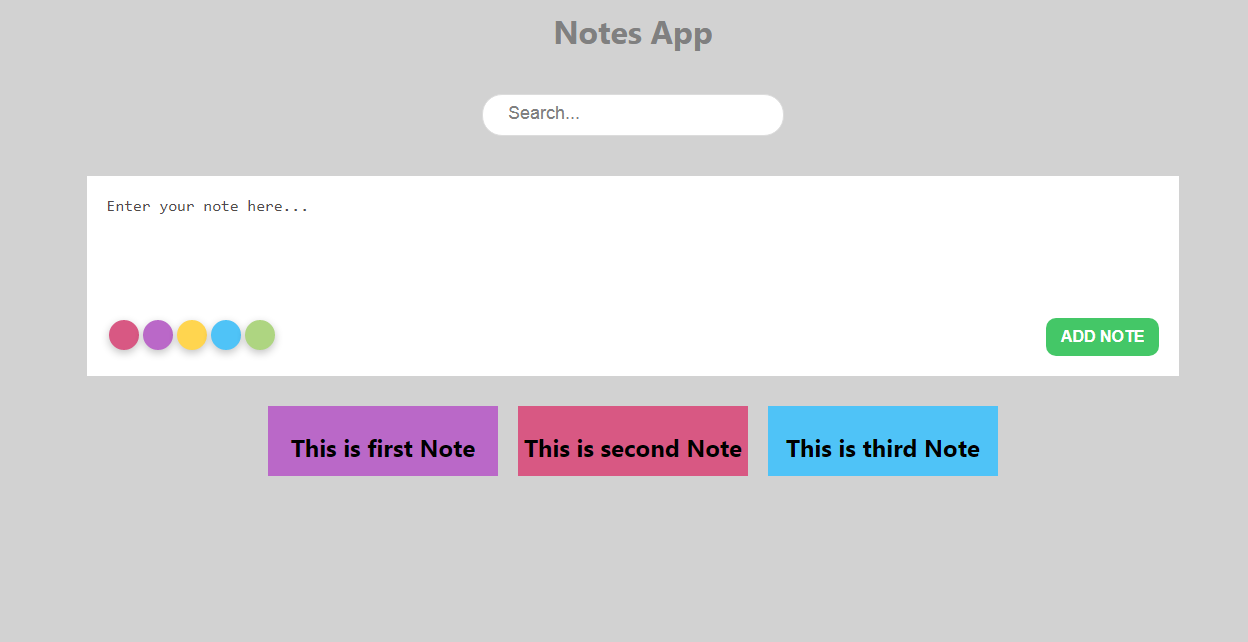 Notes App
Search...
Enter your note here...
ADD NOTE
This is first Note
This is second Note
This is third Note